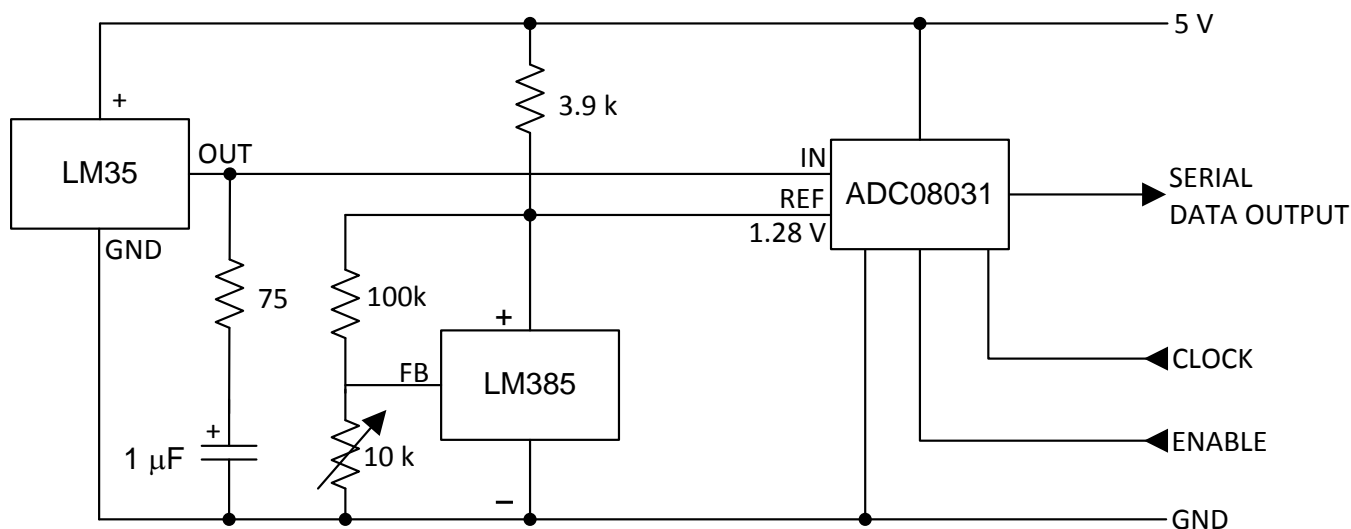 5 V
+
3.9 k
OUT
IN
LM35
ADC08031
SERIAL
DATA OUTPUT
REF
1.28 V
GND
75
100k
+
FB
LM385
CLOCK
+
1 μF
10 k
−
ENABLE
GND